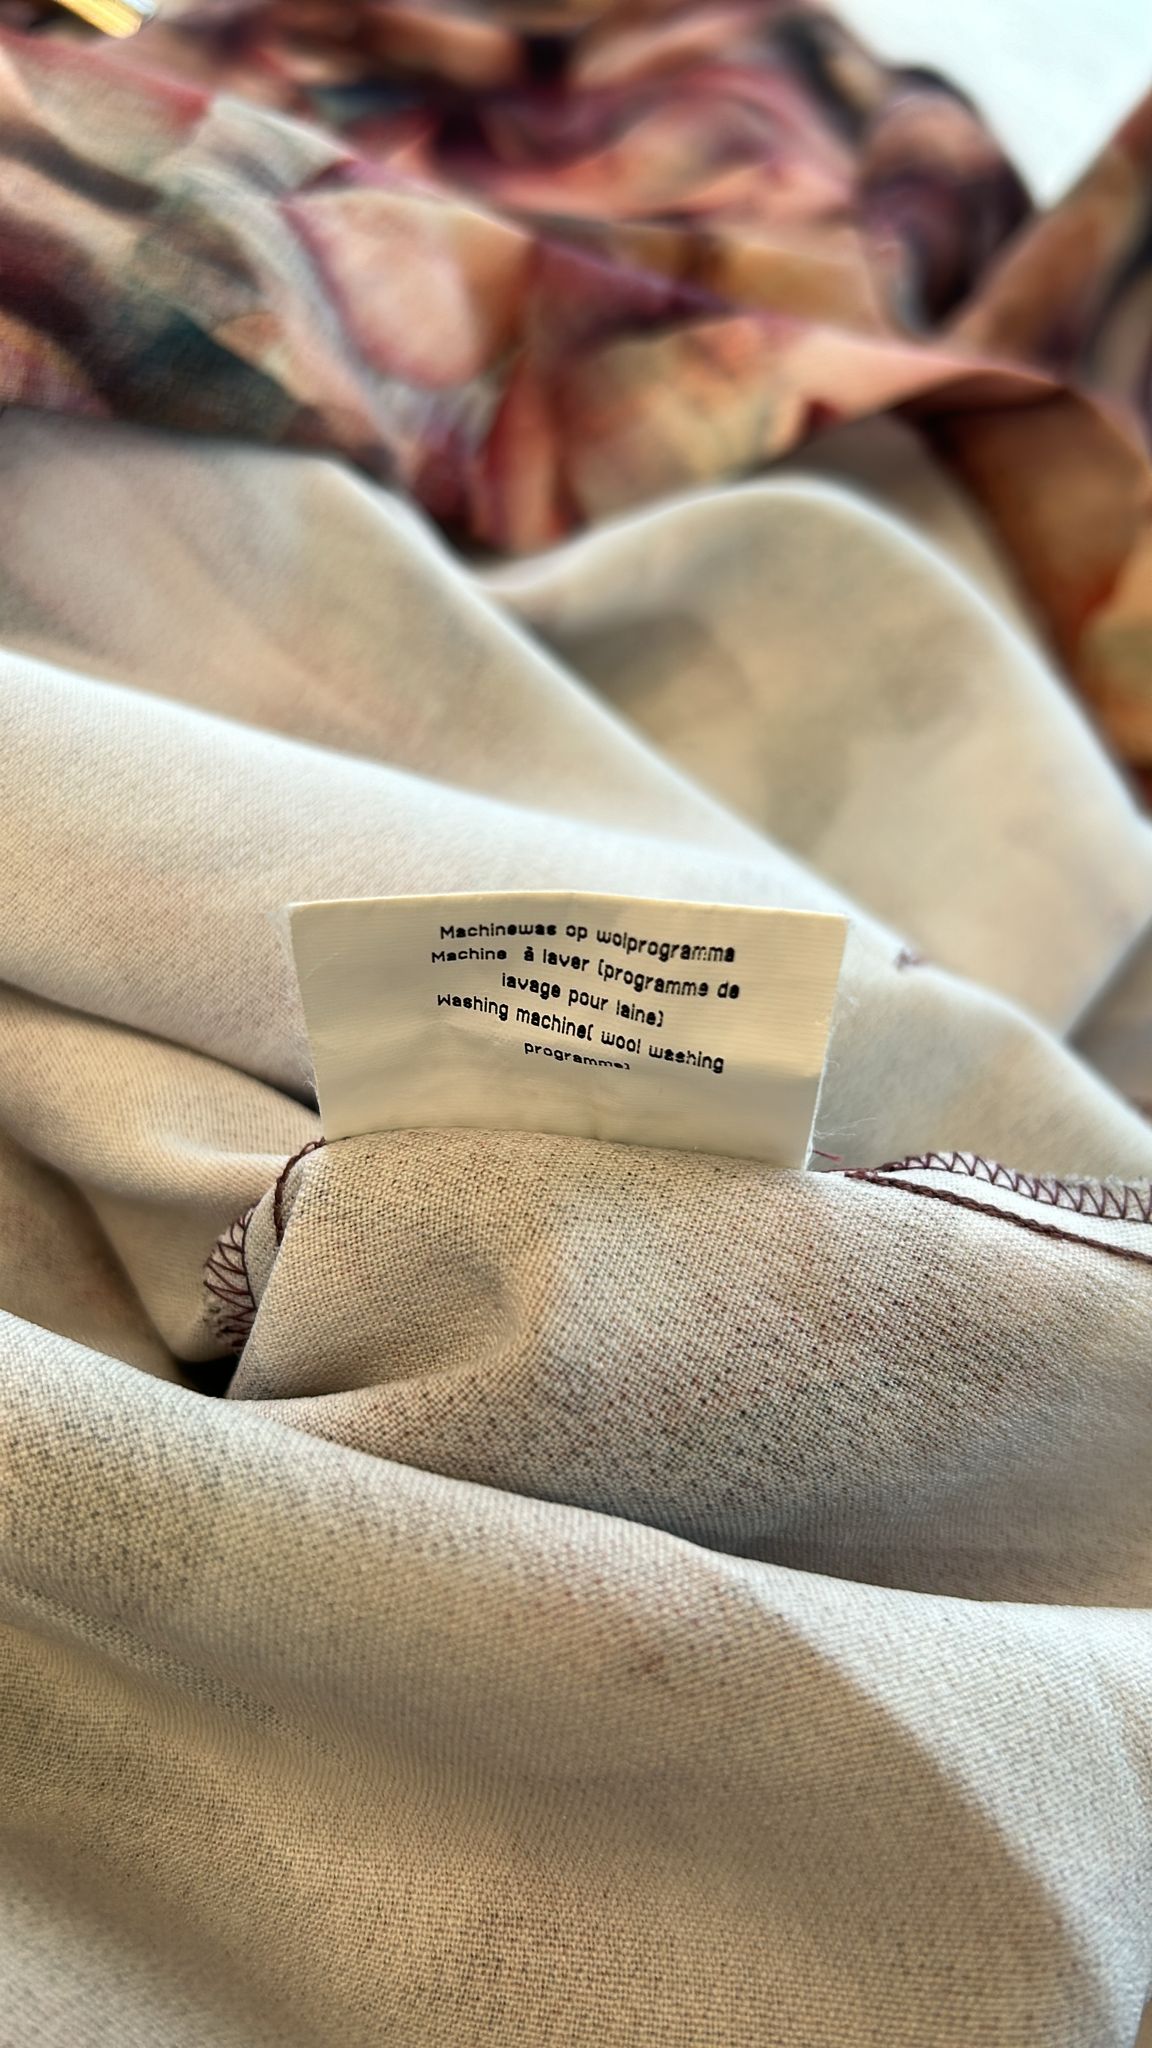 Machinewas op wolprogramma
Machine à laver (programme de
lavage pour laine)
Washing machine( wool washing
programme)